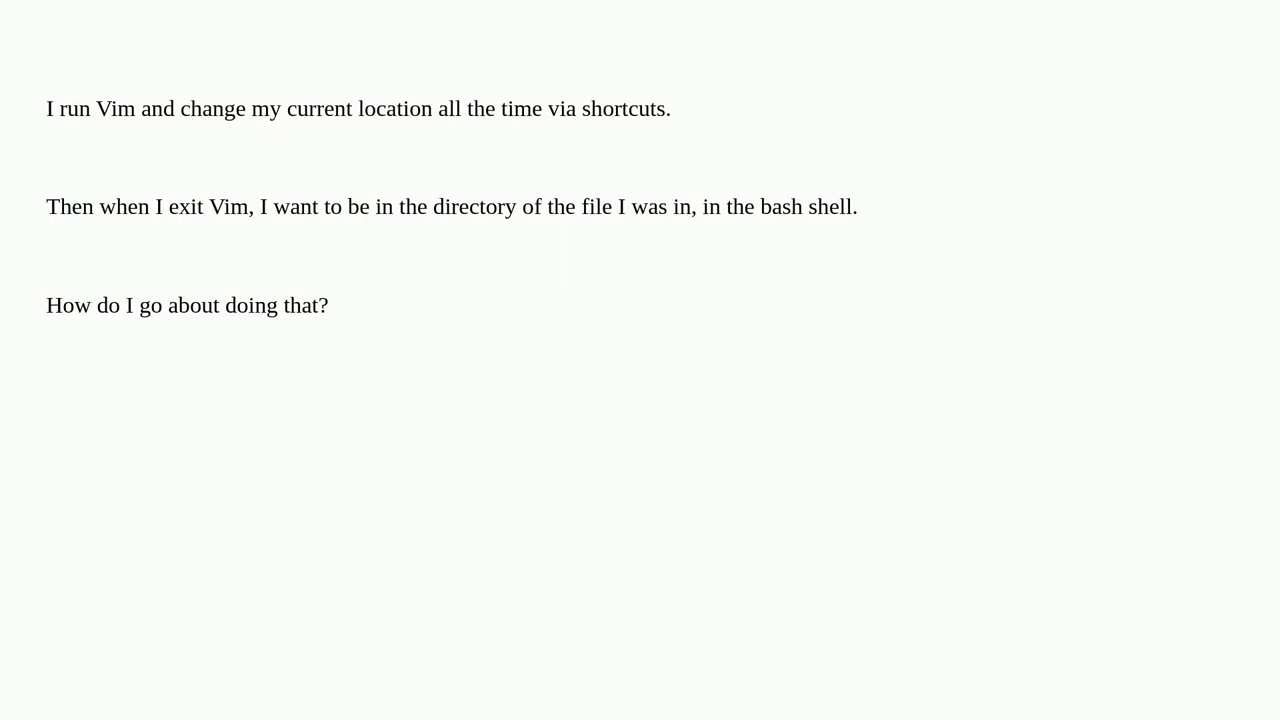 I run Vim and change my current location all the time via shortcuts.
Then when I exit Vim, I want to be in the directory of the file I was in, in the bash shell.
How do I go about doing that?